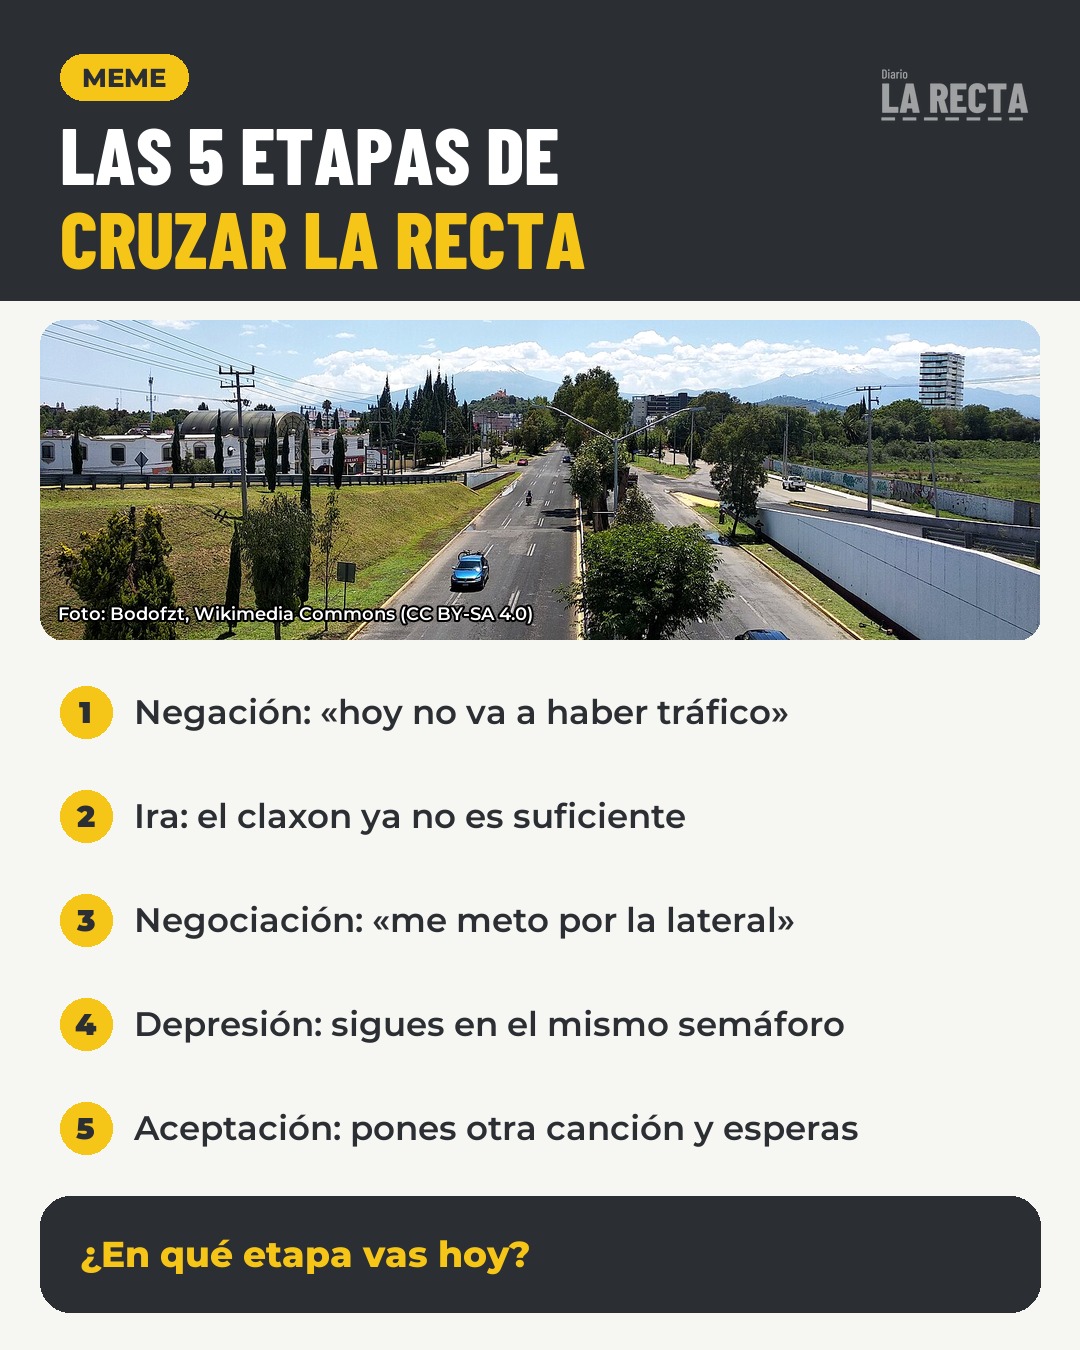 MEME
Diario
LA RECTA
LAS 5 ETAPAS DE
CRUZAR LA RECTA
Foto: Bodofzt, Wikimedia Commons (CC BY-SA 4.0)
1 Negación: «hoy no va a haber tráfico»
2 Ira: el claxon ya no es suficiente
3 Negociación: «me meto por la lateral»
4 Depresión: sigues en el mismo semáforo
5 Aceptación: pones otra canción y esperas
¿En qué etapa vas hoy?